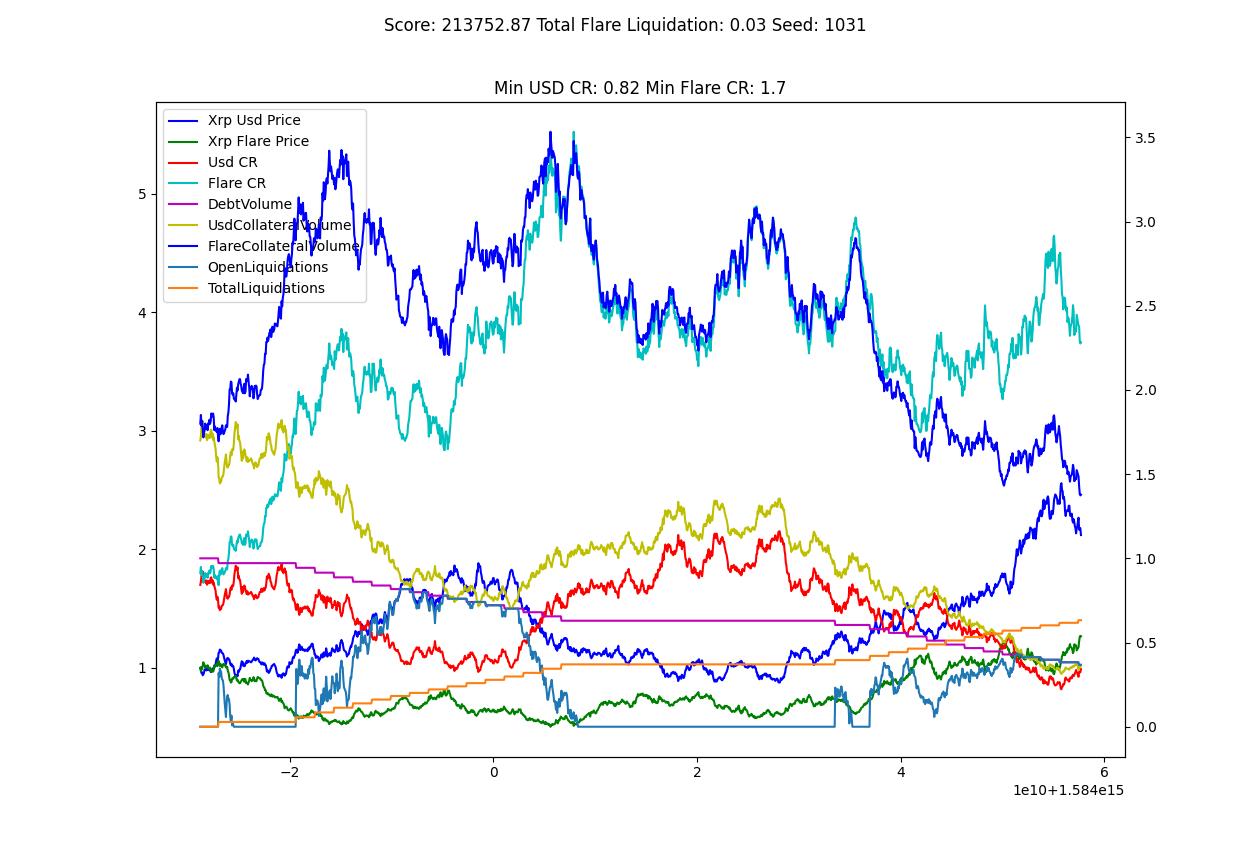 Score: 213752.87 Total Flare Liquidation: 0.03 Seed: 1031
Min USD CR: 0.82 Min Flare CR: 1.7
Xrp Usd Price
Xrp Flare Price
Usd CR
Flare CR
DebtVolume
UsdCollateralVolume
FlareCollateralVolume
OpenLiquidations
TotalLiquidations
5
4
3
2
1
3.5
3.0
2.5
2.0
1.5
1.0
0.5
0.0
−2 0 2 4 6
1e10+1.584e15